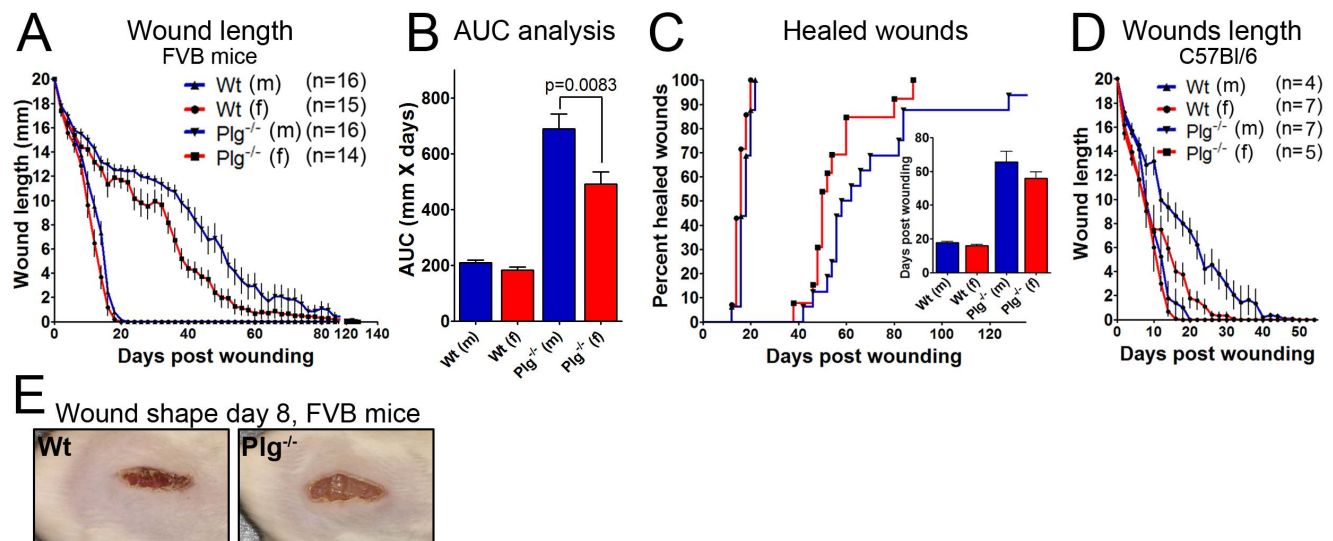 A
Wound length
FVB mice
Wound length (mm)
20
18
16
14
12
10
8
6
4
2
0
Wt (m) (n=16)
Wt (f) (n=15)
Plg-/- (m) (n=16)
Plg-/- (f) (n=14)
0 20 40 60 80 120 140
Days post wounding
B
AUC analysis
AUC (mm X days)
800
600
400
200
0
p=0.0083
Wt (m)
Wt (f)
Plg-/- (m)
Plg-/- (f)
C
Healed wounds
Percent healed wounds
100
90
80
70
60
50
40
30
20
10
0
0 20 40 60 80 100 120
Days post wounding
Days post wounding
80
60
40
20
0
Wt (m)
Wt (f)
Plg-/- (m)
Plg-/- (f)
D
Wounds length
C57Bl/6
Wound length
20
18
16
14
12
10
8
6
4
2
0
Wt (m) (n=4)
Wt (f) (n=7)
Plg-/- (m) (n=7)
Plg-/- (f) (n=5)
0 10 20 30 40 50
Days post wounding
E
Wound shape day 8, FVB mice
Wt
Plg-/-